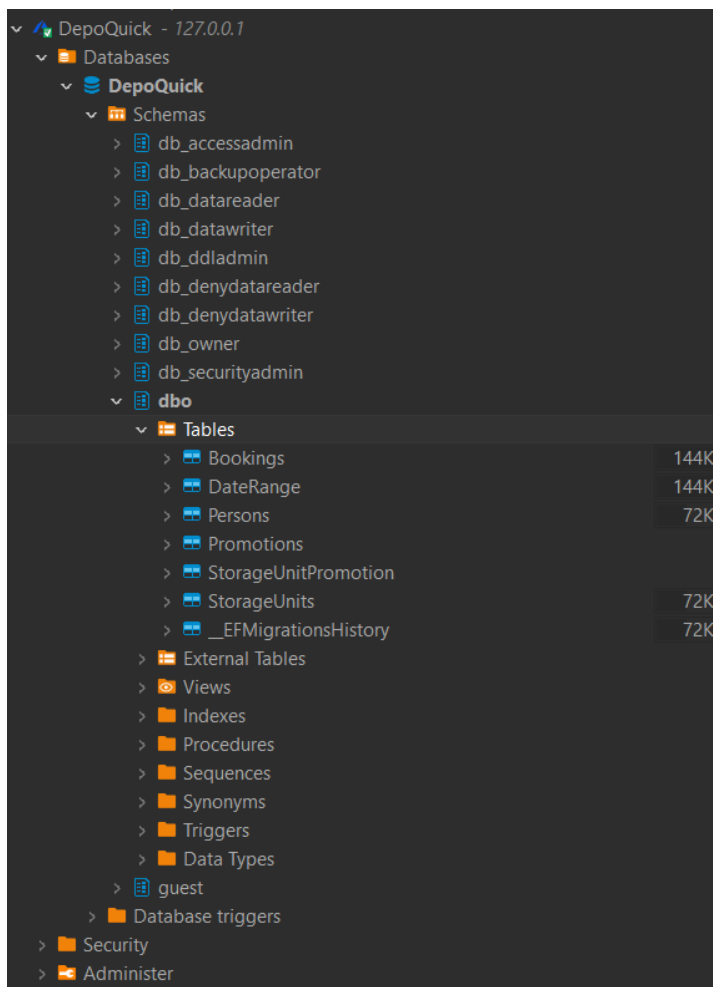 DepoQuick - 127.0.0.1
Databases
DepoQuick
Schemas
db_accessadmin
db_backupoperator
db_datareader
db_datawriter
db_ddladmin
db_denydatareader
db_denydatawriter
db_owner
db_securityadmin
dbo
Tables
Bookings 144K
DateRange 144K
Persons 72K
Promotions
StorageUnitPromotion
StorageUnits 72K
__EFMigrationsHistory 72K
External Tables
Views
Indexes
Procedures
Sequences
Synonyms
Triggers
Data Types
guest
Database triggers
Security
Administer